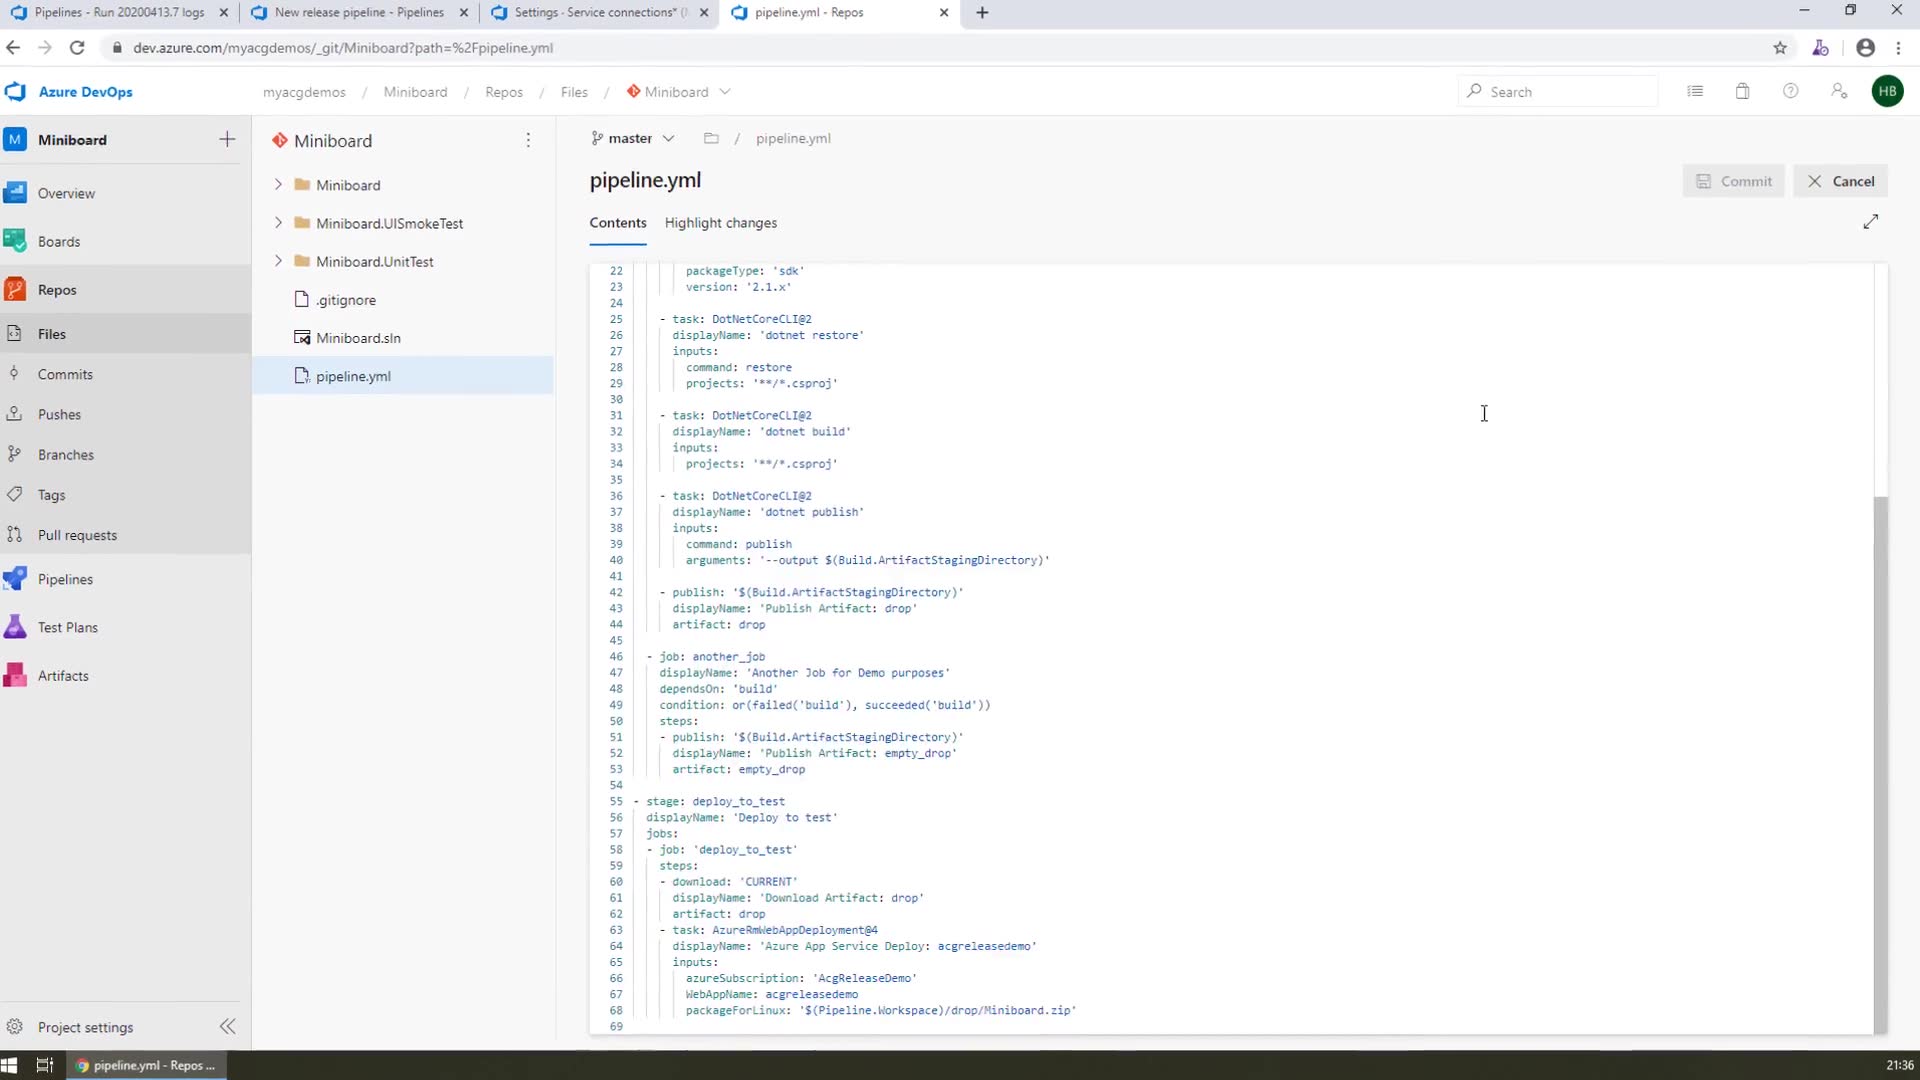 Pipelines - Run 20200413.7 logs
New release pipeline - Pipelines
Settings · Service connections* (
pipeline.yml - Repos
dev.azure.com/myacgdemos/_git/Miniboard?path=%2Fpipeline.yml
Azure DevOps
myacgdemos / Miniboard / Repos / Files / Miniboard
Search
HB
M Miniboard
Overview
Boards
Repos
Files
Commits
Pushes
Branches
Tags
Pull requests
Pipelines
Test Plans
Artifacts
Project settings
Miniboard
Miniboard
Miniboard.UISmokeTest
Miniboard.UnitTest
.gitignore
Miniboard.sln
pipeline.yml
master / pipeline.yml
pipeline.yml
Commit
Cancel
Contents
Highlight changes
22 packageType: 'sdk'
23 version: '2.1.x'
24
25 - task: DotNetCoreCLI@2
26 displayName: 'dotnet restore'
27 inputs:
28 command: restore
29 projects: '**/*.csproj'
30
31 - task: DotNetCoreCLI@2
32 displayName: 'dotnet build'
33 inputs:
34 projects: '**/*.csproj'
35
36 - task: DotNetCoreCLI@2
37 displayName: 'dotnet publish'
38 inputs:
39 command: publish
40 arguments: '--output $(Build.ArtifactStagingDirectory)'
41
42 - publish: '$(Build.ArtifactStagingDirectory)'
43 displayName: 'Publish Artifact: drop'
44 artifact: drop
45
46 - job: another_job
47 displayName: 'Another Job for Demo purposes'
48 dependsOn: 'build'
49 condition: or(failed('build'), succeeded('build'))
50 steps:
51 - publish: '$(Build.ArtifactStagingDirectory)'
52 displayName: 'Publish Artifact: empty_drop'
53 artifact: empty_drop
54
55 - stage: deploy_to_test
56 displayName: 'Deploy to test'
57 jobs:
58 - job: 'deploy_to_test'
59 steps:
60 - download: 'CURRENT'
61 displayName: 'Download Artifact: drop'
62 artifact: drop
63 - task: AzureRmWebAppDeployment@4
64 displayName: 'Azure App Service Deploy: acgreleasedemo'
65 inputs:
66 azureSubscription: 'AcgReleaseDemo'
67 WebAppName: acgreleasedemo
68 packageForLinux: '$(Pipeline.Workspace)/drop/Miniboard.zip'
69
pipeline.yml - Repos ...
21:36